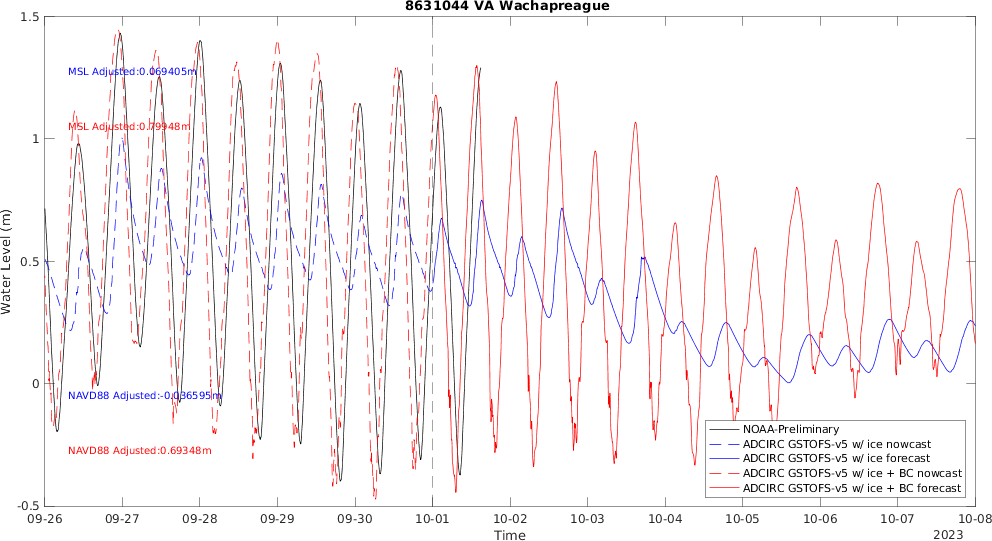 8631044 VA Wachapreague
1.5
MSL Adjusted:0.069405m
MSL Adjusted:0.79948m
1
Water Level (m)
0.5
0
NAVD88 Adjusted:-0.036595m
NAVD88 Adjusted:0.69348m
NOAA-Preliminary
ADCIRC GSTOFS-v5 w/ ice nowcast
ADCIRC GSTOFS-v5 w/ ice forecast
ADCIRC GSTOFS-v5 w/ ice + BC nowcast
ADCIRC GSTOFS-v5 w/ ice + BC forecast
-0.5
09-26 09-27 09-28 09-29 09-30 10-01 10-02 10-03 10-04 10-05 10-06 10-07 10-08
Time
2023